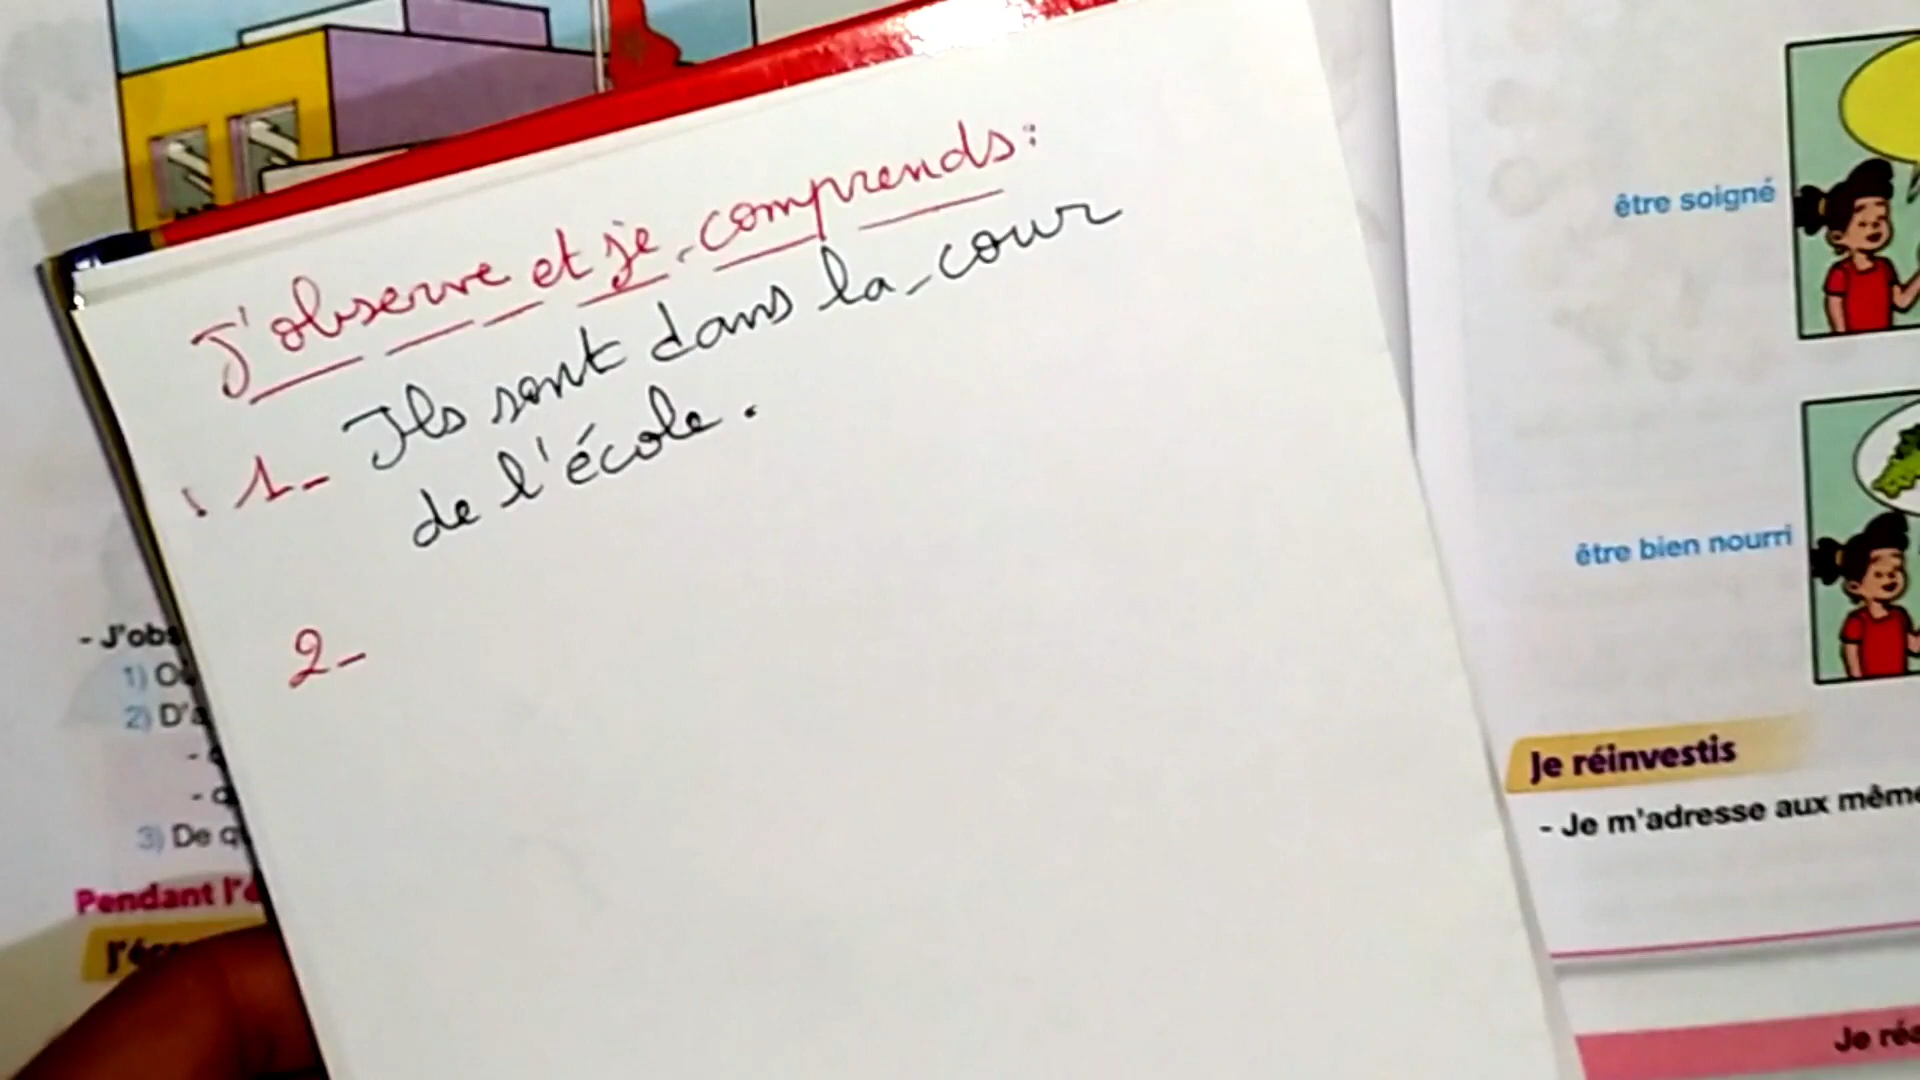 J'observe et je comprends:
1- Ils sont dans la cour
de l'école.
2-
- J'obs
1) O
2) D'a
-
-
3) De q
Pendant l'é
être soigné
être bien nourri
Je réinvestis
- Je m'adresse aux même
Je ré